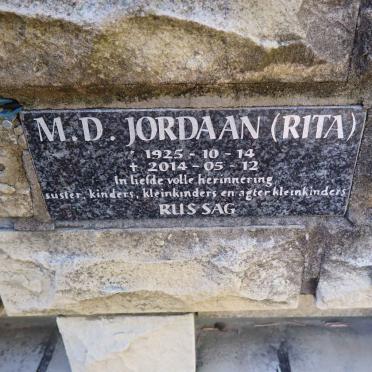 M.D. JORDAAN (RITA)
* 1925 - 10 - 14
† 2014 - 05 - 12
In liefde volle herinnering
suster, kinders, kleinkinders en agter kleinkinders
RUS SAG